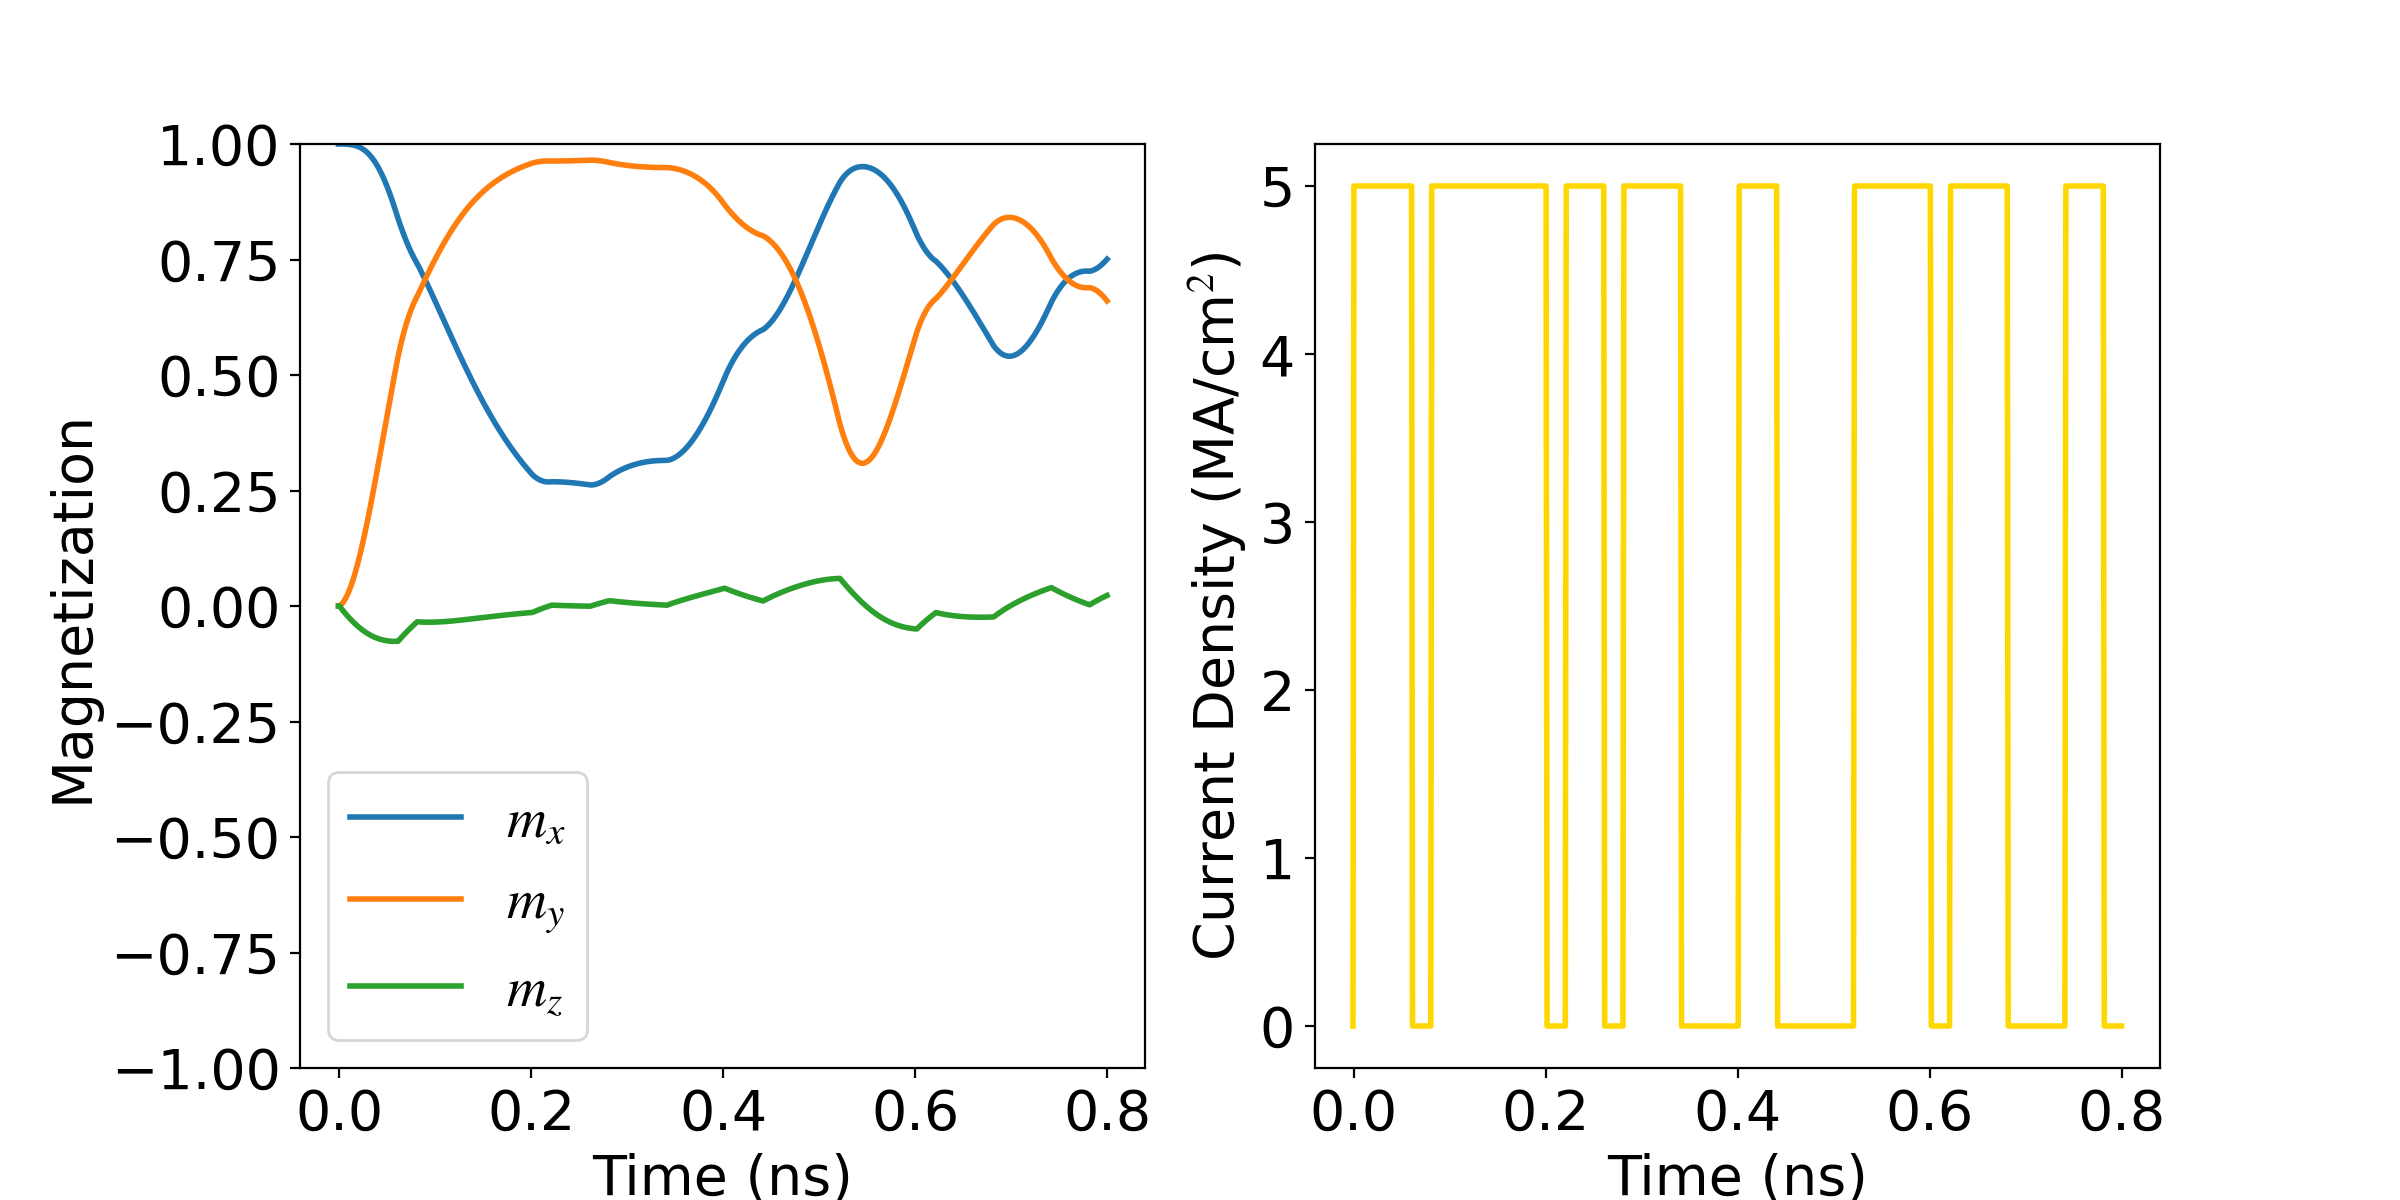 1.00
0.75
0.50
0.25
0.00
−0.25
−0.50
−0.75
−1.00
Magnetization
m_x
m_y
m_z
0.0 0.2 0.4 0.6 0.8
Time (ns)
5
4
3
2
1
0
Current Density (MA/cm²)
0.0 0.2 0.4 0.6 0.8
Time (ns)